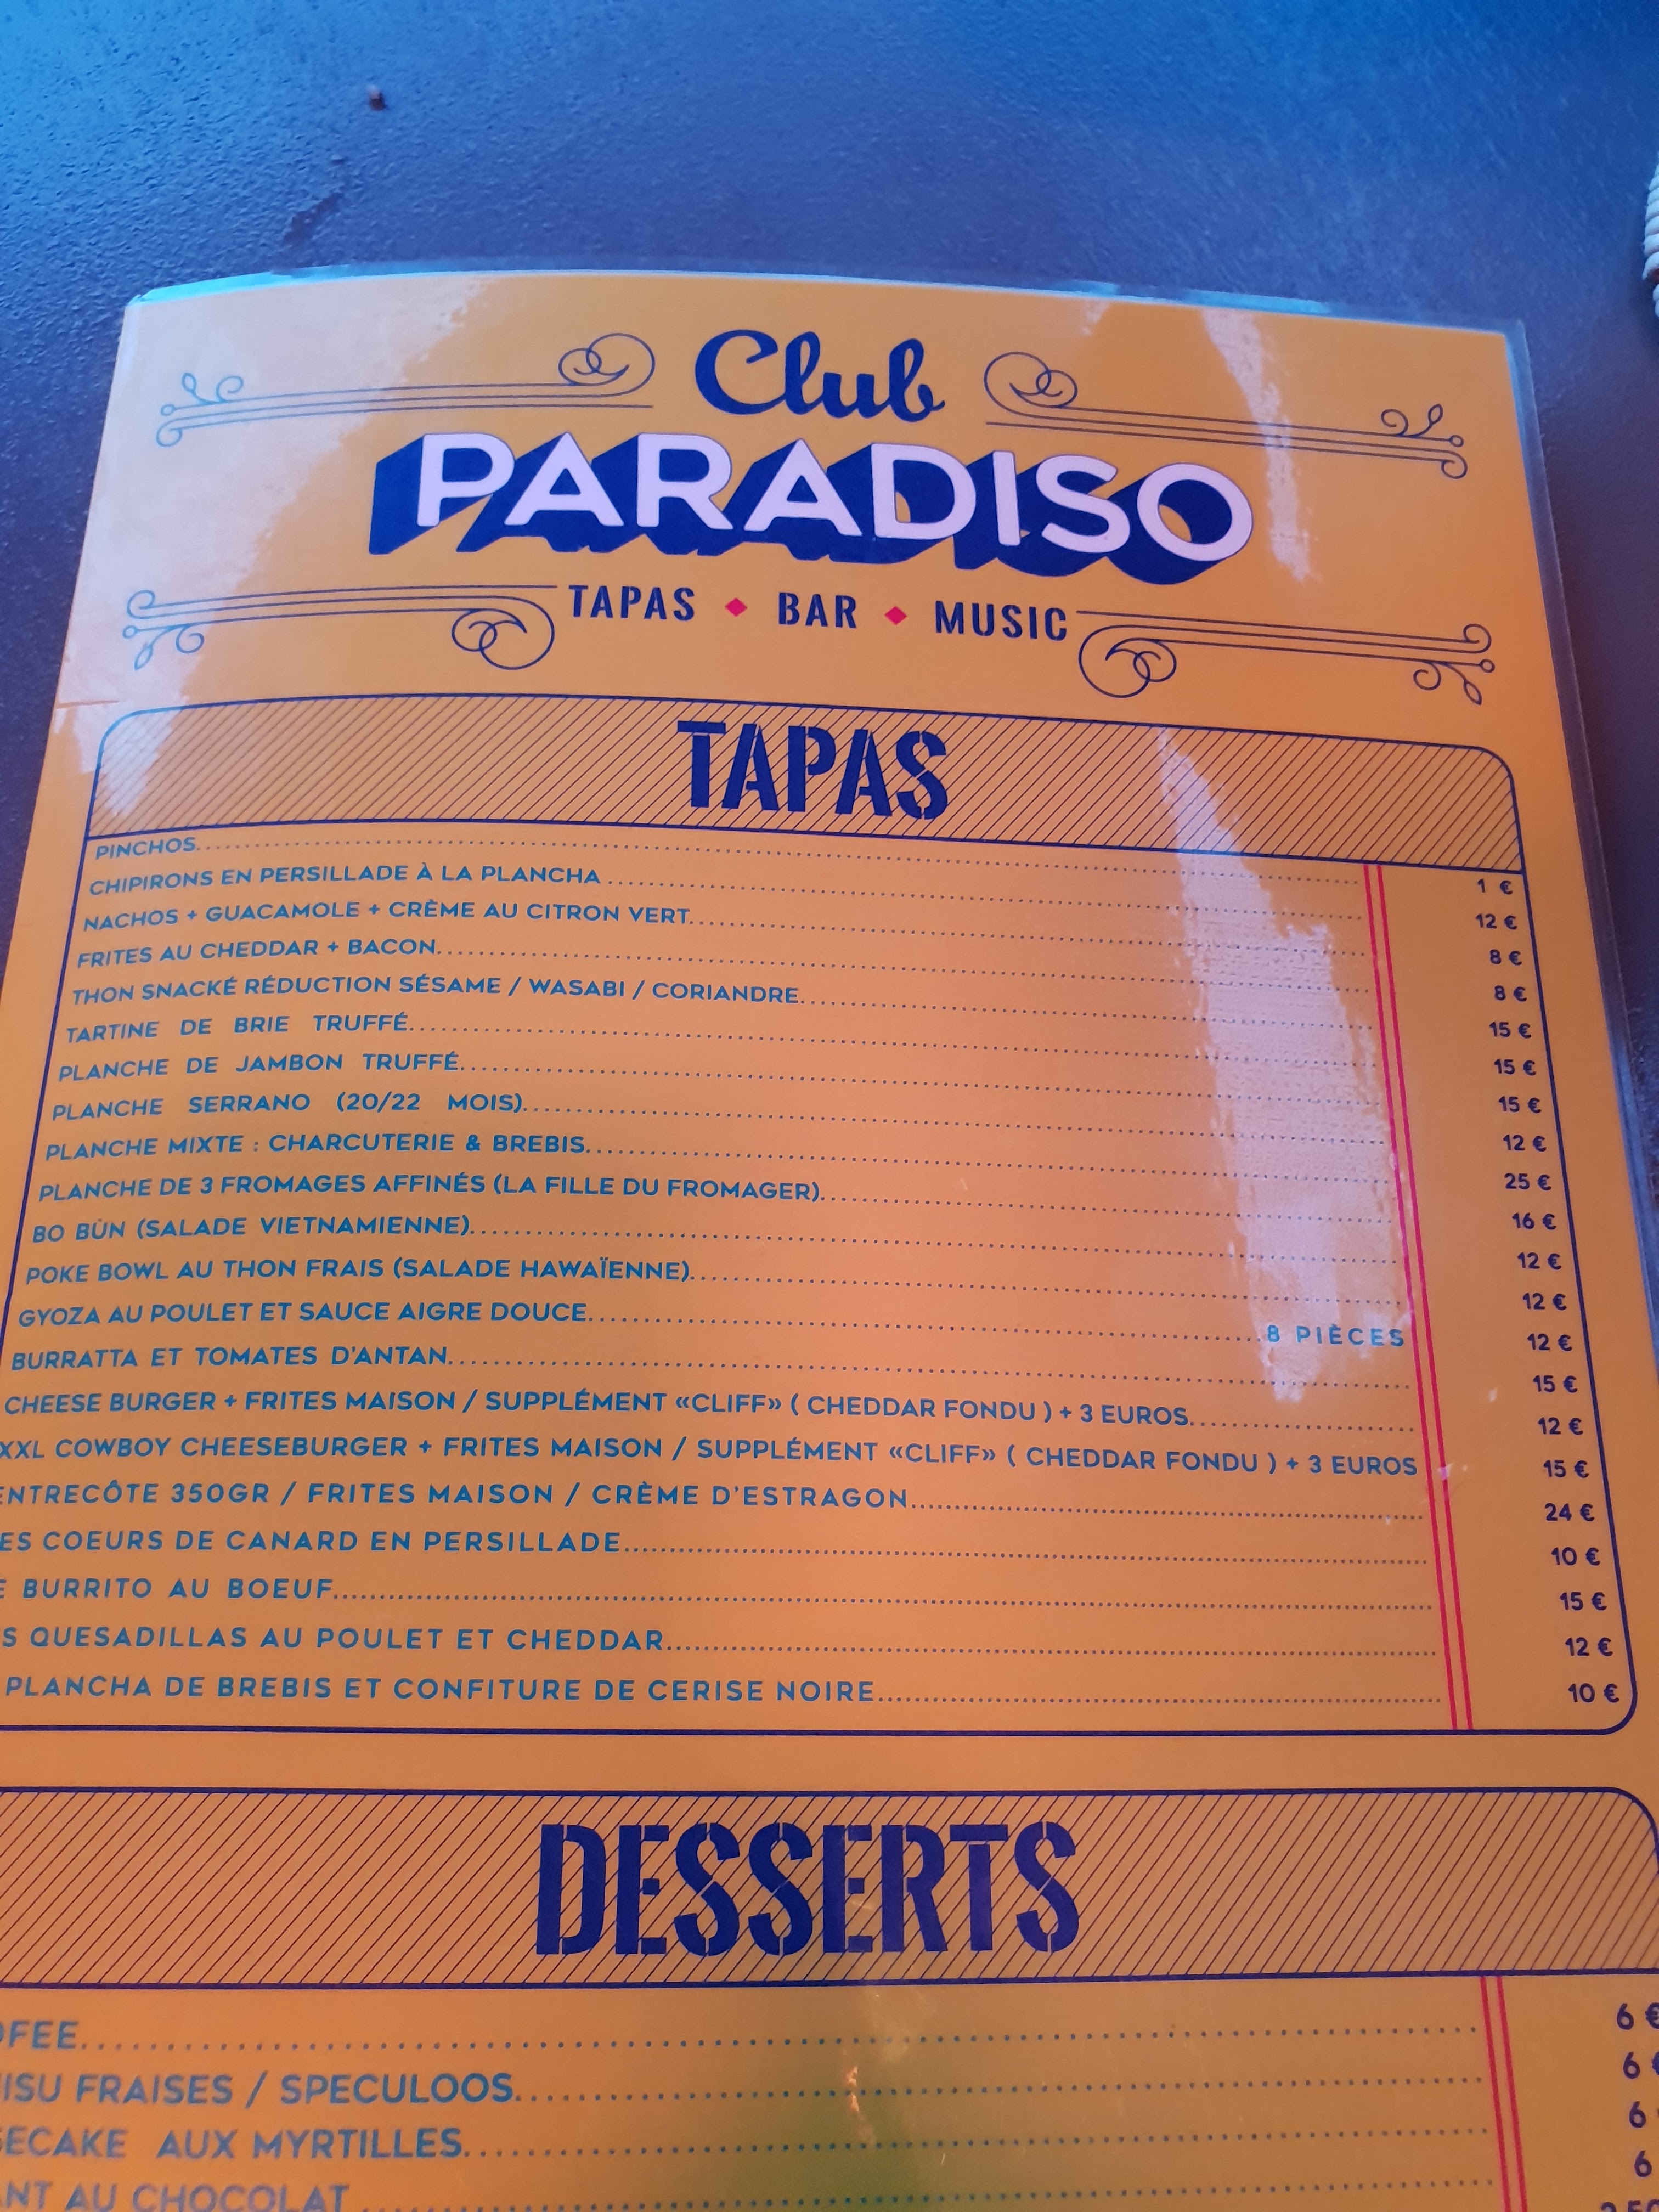 Club
PARADISO
TAPAS ♦ BAR ♦ MUSIC
TAPAS
PINCHOS 1 €
CHIPIRONS EN PERSILLADE À LA PLANCHA 12 €
NACHOS + GUACAMOLE + CRÈME AU CITRON VERT 8 €
FRITES AU CHEDDAR + BACON 8 €
THON SNACKÉ RÉDUCTION SÉSAME / WASABI / CORIANDRE 15 €
TARTINE DE BRIE TRUFFÉ 15 €
PLANCHE DE JAMBON TRUFFÉ 15 €
PLANCHE SERRANO (20/22 MOIS) 12 €
PLANCHE MIXTE : CHARCUTERIE & BREBIS 25 €
PLANCHE DE 3 FROMAGES AFFINÉS (LA FILLE DU FROMAGER) 16 €
BO BÙN (SALADE VIETNAMIENNE) 12 €
POKE BOWL AU THON FRAIS (SALADE HAWAÏENNE) 12 €
GYOZA AU POULET ET SAUCE AIGRE DOUCE 8 PIÈCES 12 €
BURRATTA ET TOMATES D'ANTAN 15 €
CHEESE BURGER + FRITES MAISON / SUPPLÉMENT «CLIFF» ( CHEDDAR FONDU ) + 3 EUROS 12 €
XXL COWBOY CHEESEBURGER + FRITES MAISON / SUPPLÉMENT «CLIFF» ( CHEDDAR FONDU ) + 3 EUROS 15 €
ENTRECÔTE 350GR / FRITES MAISON / CRÈME D'ESTRAGON 24 €
ES COEURS DE CANARD EN PERSILLADE 10 €
E BURRITO AU BOEUF 15 €
S QUESADILLAS AU POULET ET CHEDDAR 12 €
PLANCHA DE BREBIS ET CONFITURE DE CERISE NOIRE 10 €
DESSERTS
OFEE 6 €
ISU FRAISES / SPECULOOS 6 €
ECAKE AUX MYRTILLES 6
ANT AU CHOCOLAT 6